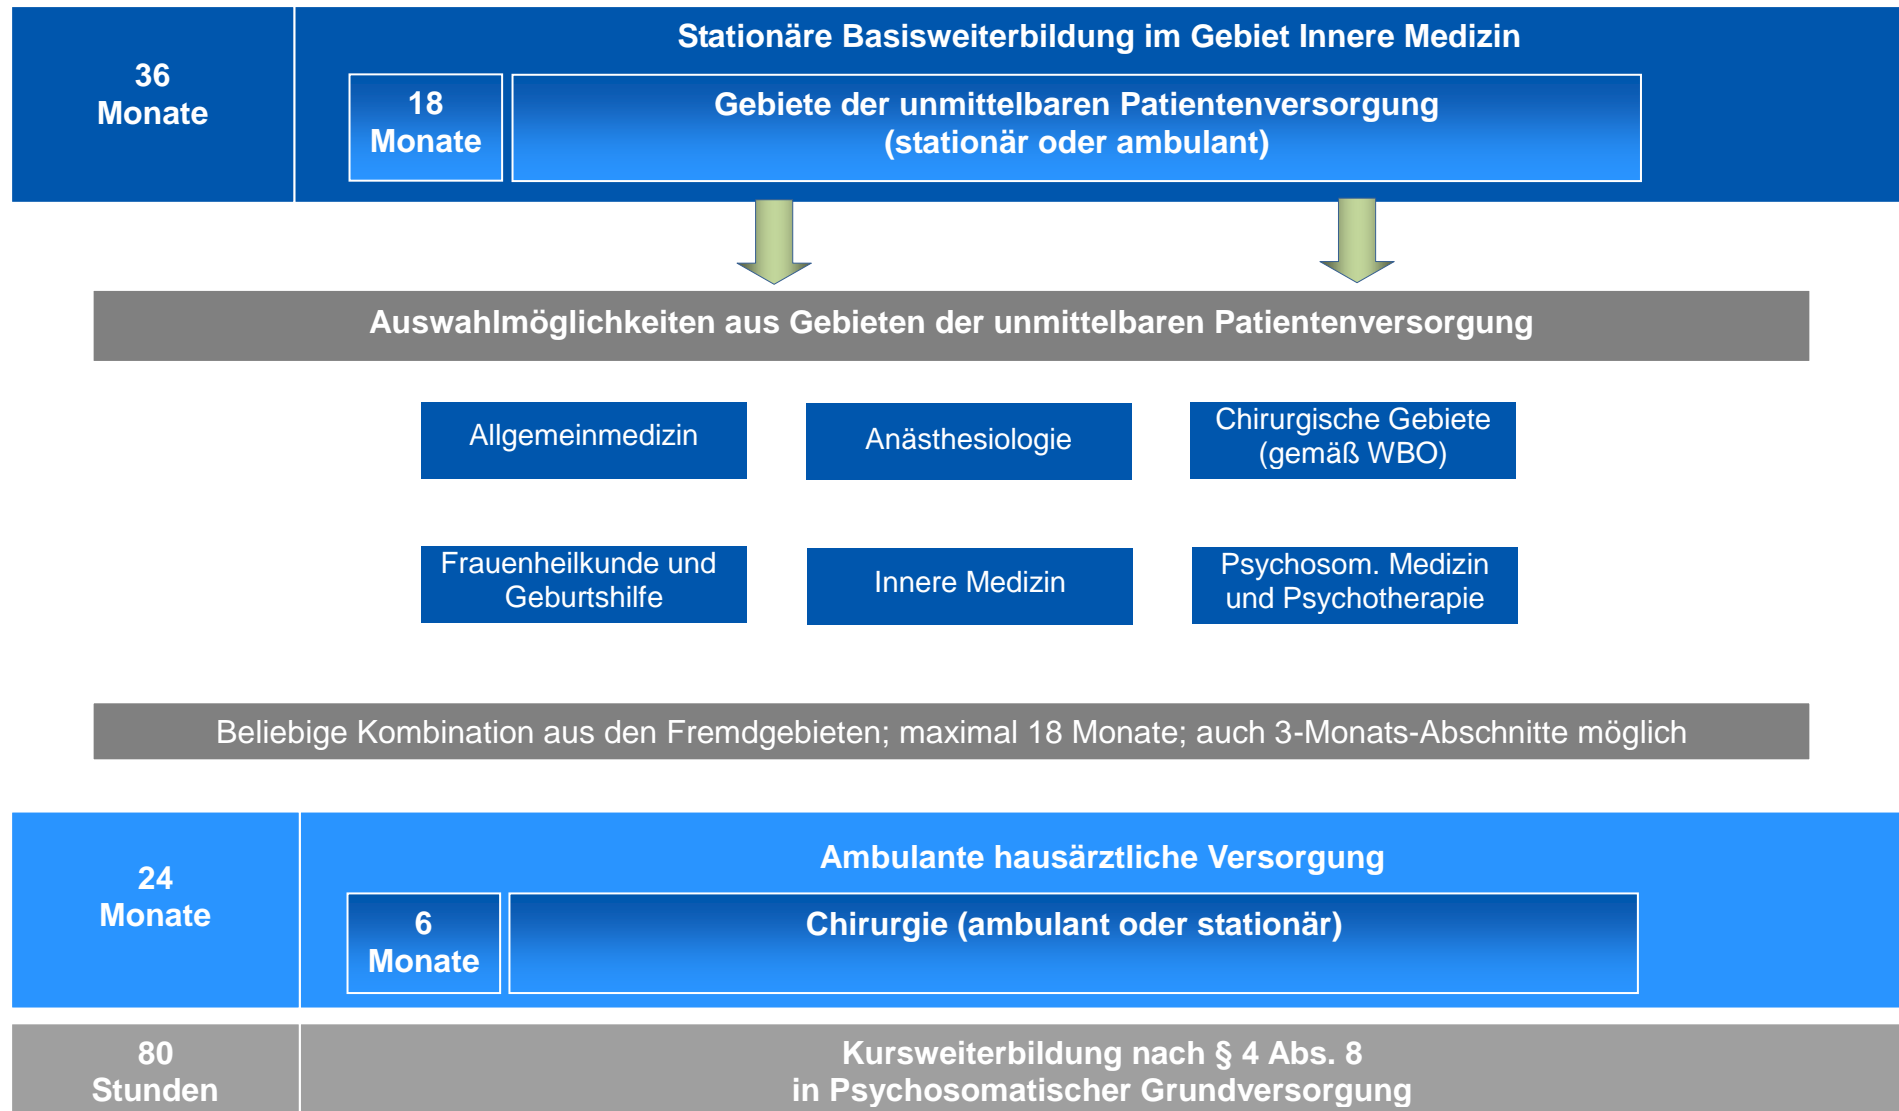 36
Monate
Stationäre Basisweiterbildung im Gebiet Innere Medizin
18
Monate
Gebiete der unmittelbaren Patientenversorgung
(stationär oder ambulant)
Auswahlmöglichkeiten aus Gebieten der unmittelbaren Patientenversorgung
Allgemeinmedizin
Anästhesiologie
Chirurgische Gebiete
(gemäß WBO)
Frauenheilkunde und
Geburtshilfe
Innere Medizin
Psychosom. Medizin
und Psychotherapie
Beliebige Kombination aus den Fremdgebieten; maximal 18 Monate; auch 3-Monats-Abschnitte möglich
24
Monate
Ambulante hausärztliche Versorgung
6
Monate
Chirurgie (ambulant oder stationär)
80
Stunden
Kursweiterbildung nach § 4 Abs. 8
in Psychosomatischer Grundversorgung